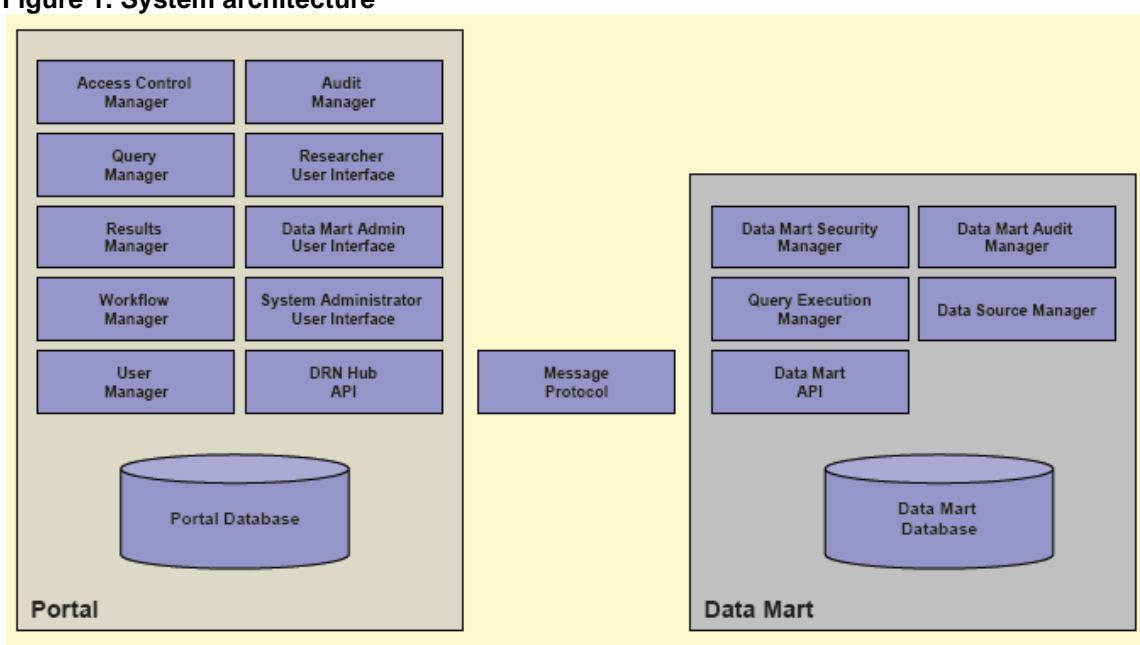 Figure 1. System architecture
Access Control
Manager
Audit
Manager
Query
Manager
Researcher
User Interface
Results
Manager
Data Mart Admin
User Interface
Workflow
Manager
System Administrator
User Interface
User
Manager
DRN Hub
API
Portal Database
Portal
Message
Protocol
Data Mart Security
Manager
Data Mart Audit
Manager
Query Execution
Manager
Data Source Manager
Data Mart
API
Data Mart
Database
Data Mart